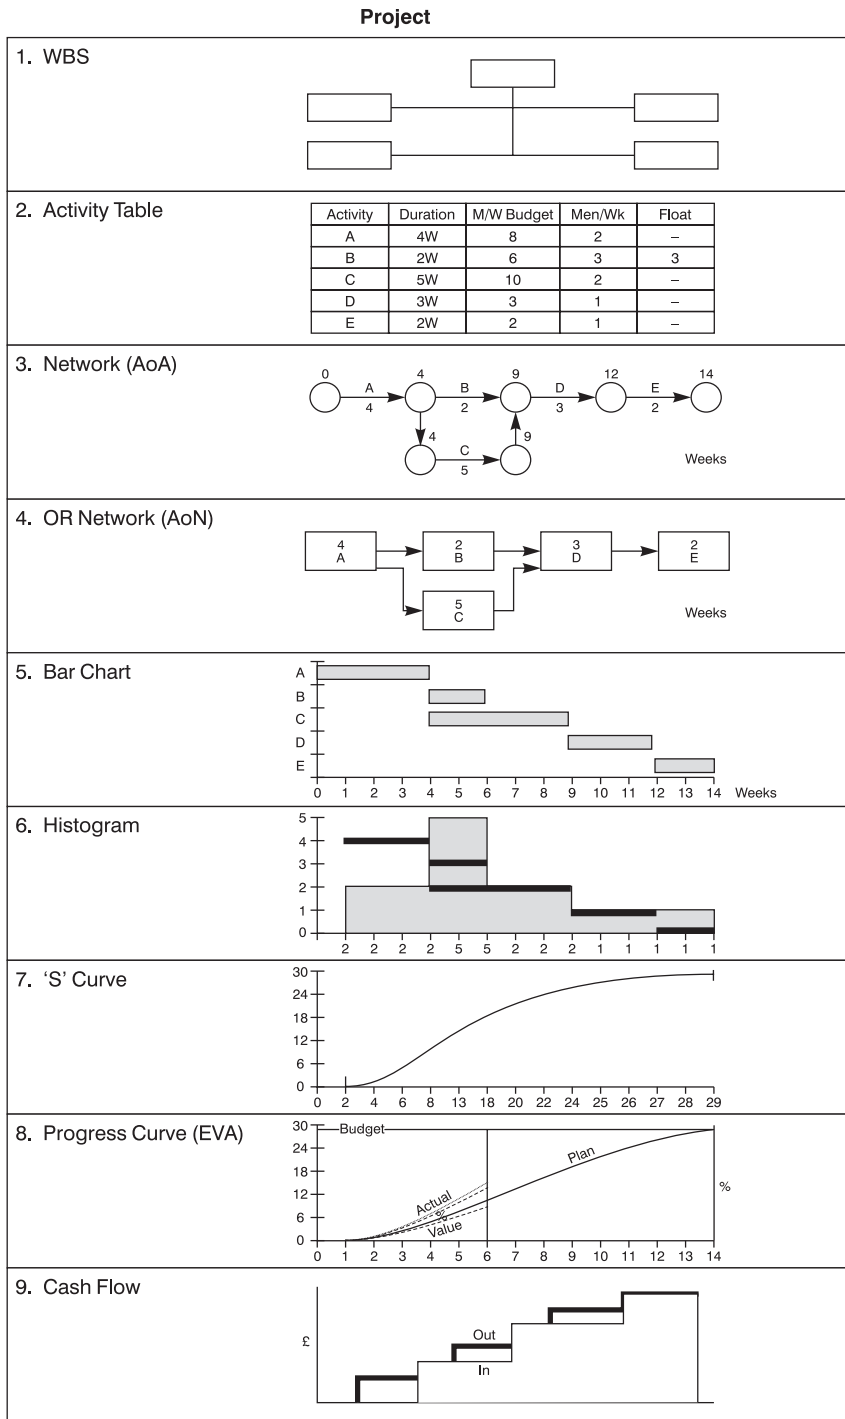 Project
1. WBS
2. Activity Table
Activity Duration M/W Budget Men/Wk Float
A 4W 8 2 –
B 2W 6 3 3
C 5W 10 2 –
D 3W 3 1 –
E 2W 2 1 –
3. Network (AoA)
0 4 9 12 14
A B D E
4 2 3 2
4 9
C
5
Weeks
4. OR Network (AoN)
4 2 3 2
A B D E
5
C
Weeks
5. Bar Chart
A
B
C
D
E
0 1 2 3 4 5 6 7 8 9 10 11 12 13 14 Weeks
6. Histogram
5
4
3
2
1
0
2 2 2 2 5 5 2 2 2 1 1 1 1 1
7. ‘S’ Curve
30
24
18
12
6
0
0 2 4 6 8 13 18 20 22 24 25 26 27 28 29
8. Progress Curve (EVA)
30
Budget
24
18
12
6
0
Plan
Actual
%
Value
%
0 1 2 3 4 5 6 6 7 8 9 10 11 12 13 14
9. Cash Flow
£
Out
In